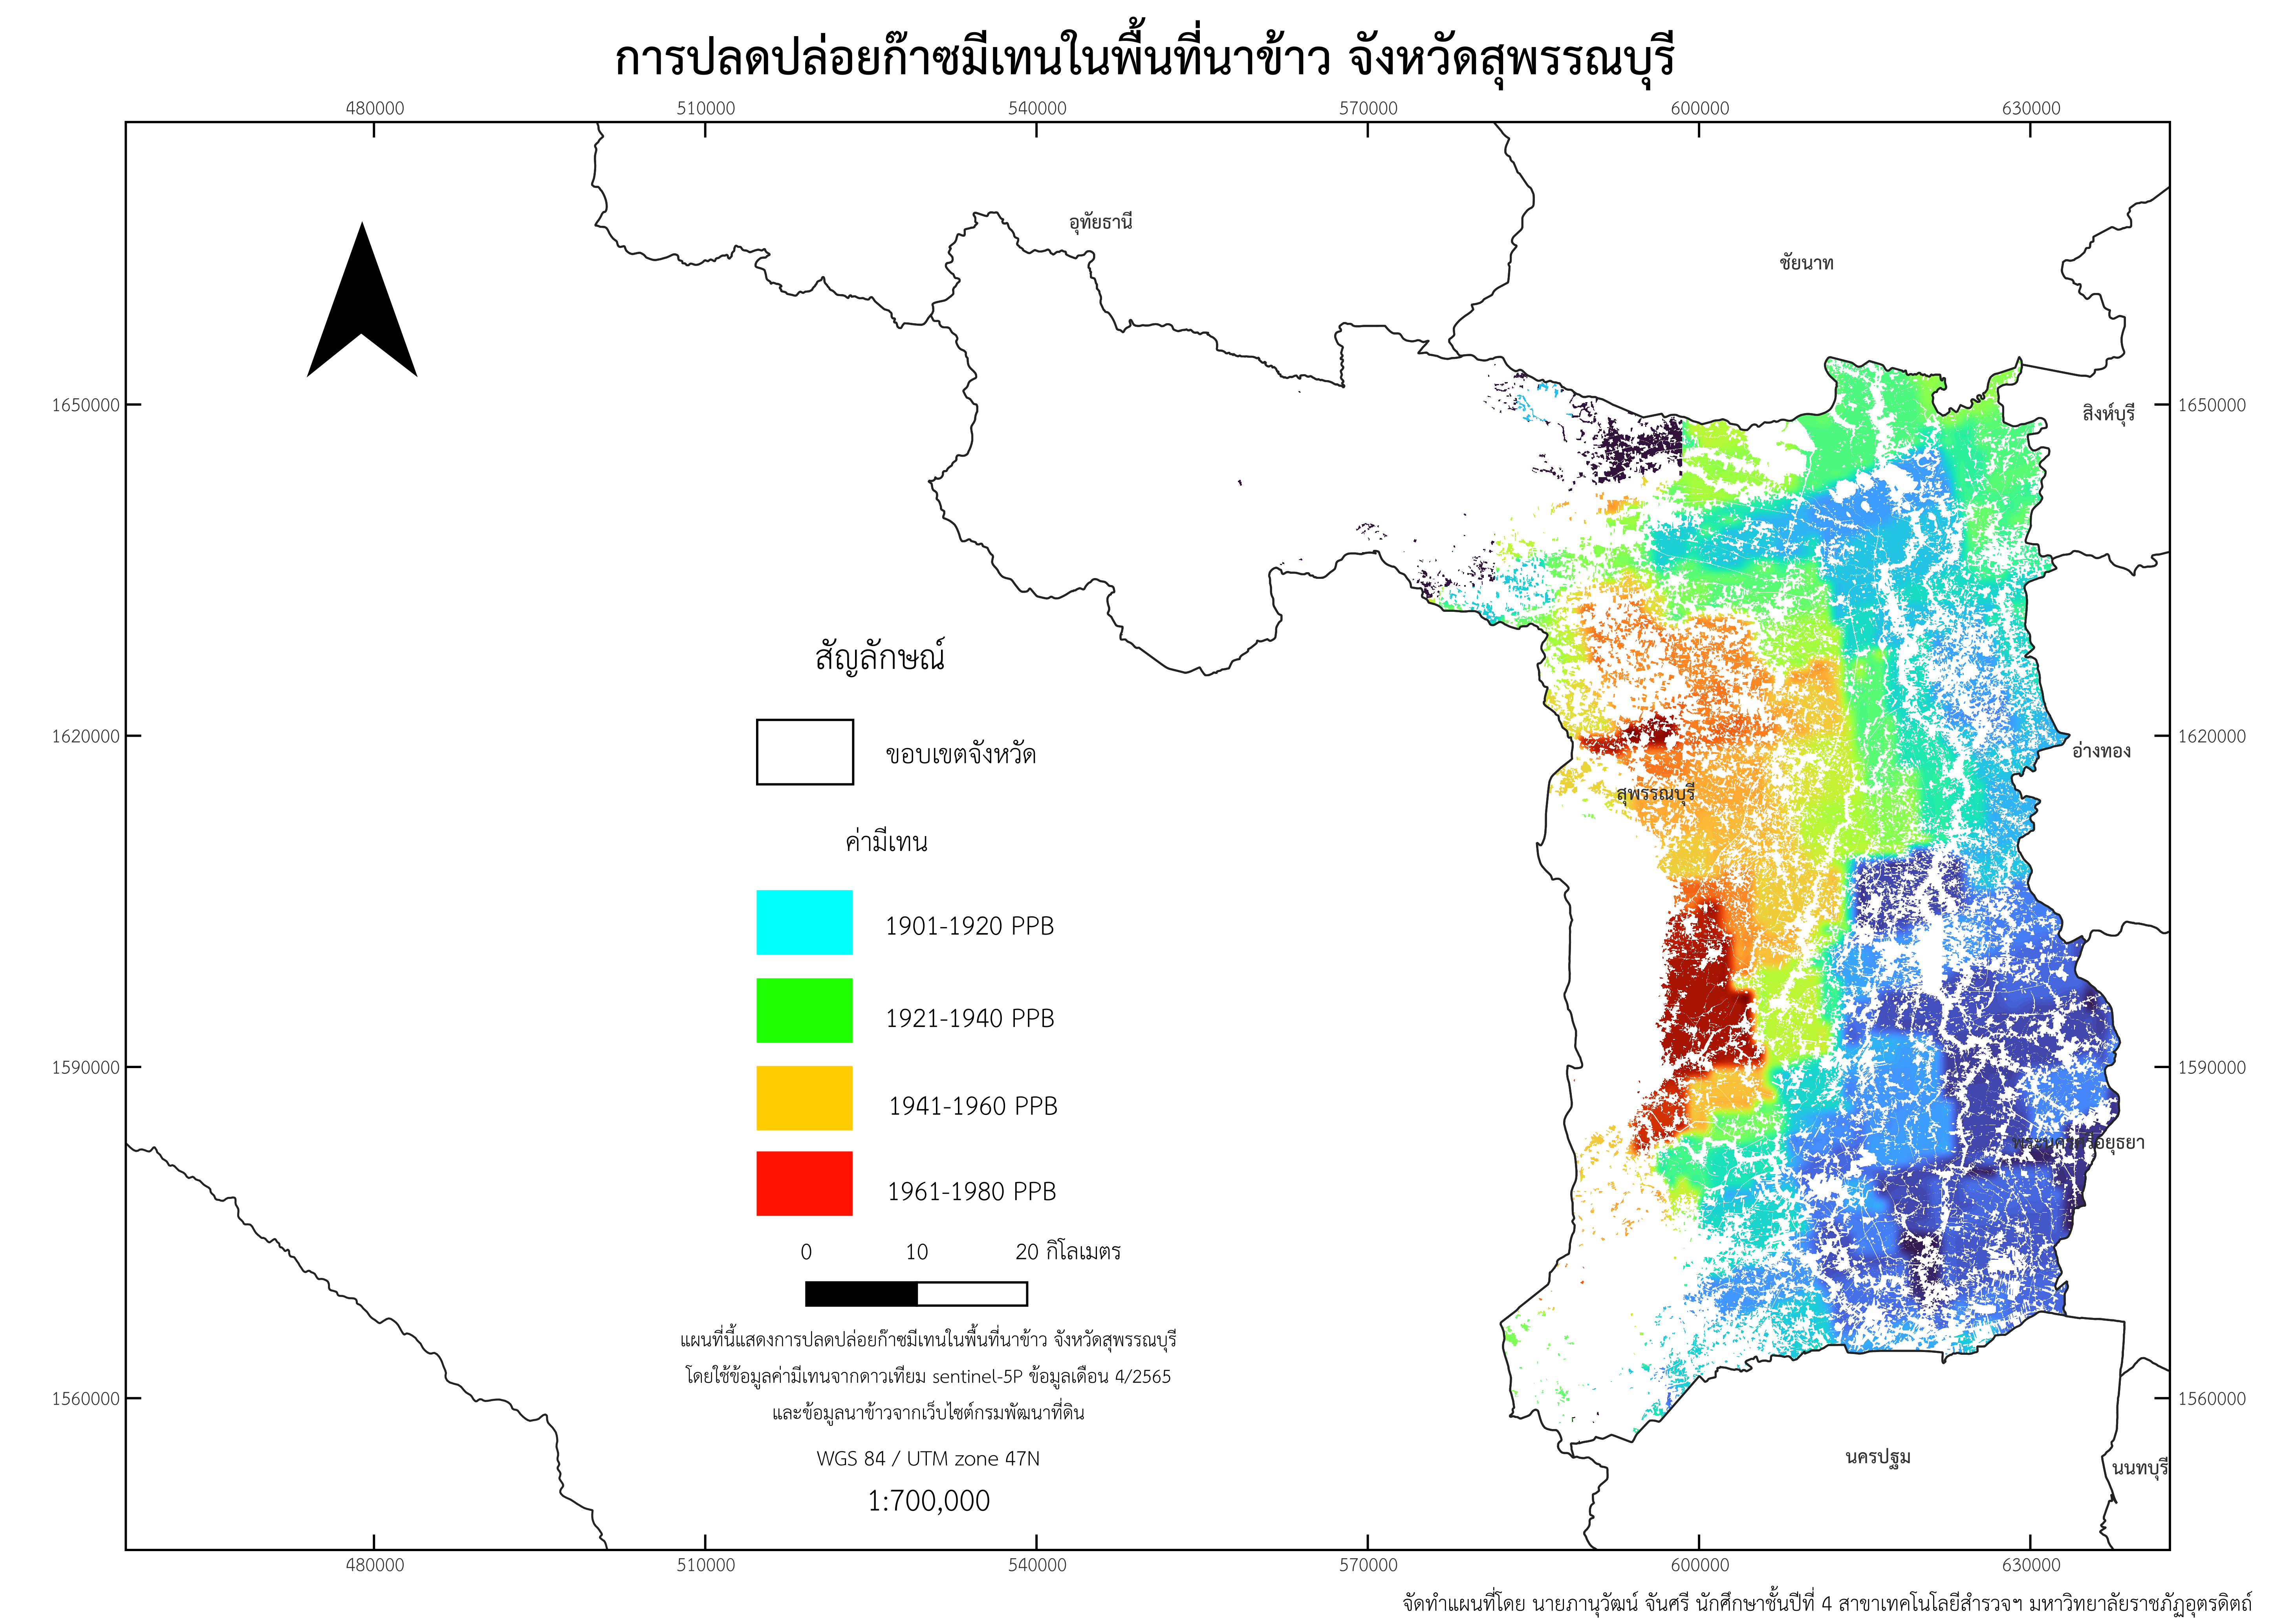 การปลดปล่อยก๊าซมีเทนในพื้นที่นาข้าว จังหวัดสุพรรณบุรี
480000 510000 540000 570000 600000 630000
อุทัยธานี
ชัยนาท
1650000 1650000
สิงห์บุรี
สัญลักษณ์
1620000 1620000
ขอบเขตจังหวัด
อ่างทอง
สุพรรณบุรี
ค่ามีเทน
1901-1920 PPB
1921-1940 PPB
1590000 1590000
1941-1960 PPB
พระนครศรีอยุธยา
1961-1980 PPB
0 10 20 กิโลเมตร
แผนที่นี้แสดงการปลดปล่อยก๊าซมีเทนในพื้นที่นาข้าว จังหวัดสุพรรณบุรี
โดยใช้ข้อมูลค่ามีเทนจากดาวเทียม sentinel-5P ข้อมูลเดือน 4/2565
1560000 1560000
และข้อมูลนาข้าวจากเว็บไซต์กรมพัฒนาที่ดิน
WGS 84 / UTM zone 47N
นครปฐม
นนทบุรี
1:700,000
480000 510000 540000 570000 600000 630000
จัดทำแผนที่โดย นายภานุวัฒน์ จันศรี นักศึกษาชั้นปีที่ 4 สาขาเทคโนโลยีสำรวจฯ มหาวิทยาลัยราชภัฏอุตรดิตถ์